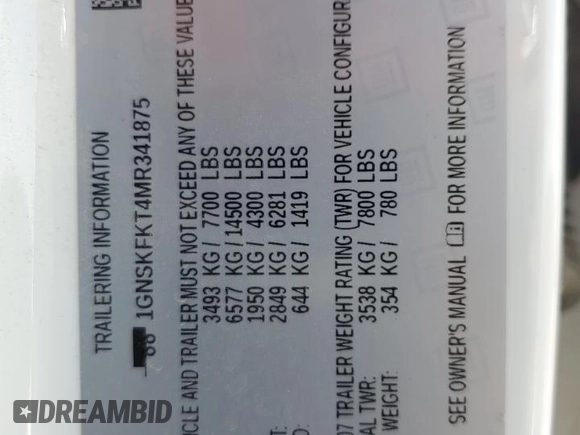 TRAILERING INFORMATION
1GNSKFKT4MR341875
ICLE AND TRAILER MUST NOT EXCEED ANY OF THESE VALUE
3493 KG/ 7700 LBS
6577 KG/14500 LBS
1950 KG/ 4300 LBS
2849 KG/ 6281 LBS
644 KG/ 1419 LBS
07 TRAILER WEIGHT RATING (TWR) FOR VEHICLE CONFIGUR
AL TWR: 3538 KG/ 7800 LBS
WEIGHT: 354 KG/ 780 LBS
SEE OWNER'S MANUAL FOR MORE INFORMATION
DREAMBID